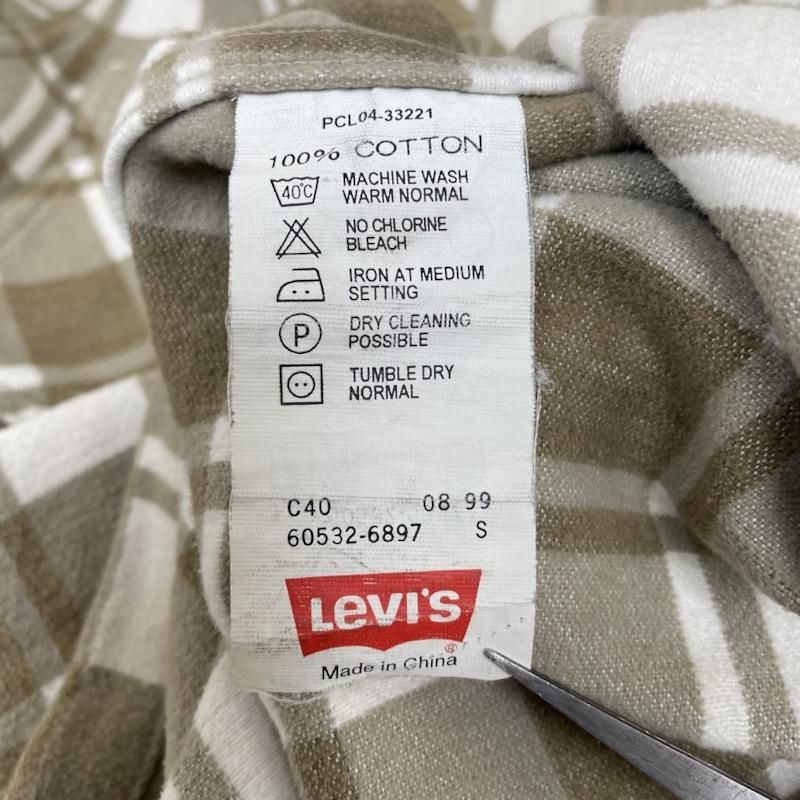 PCL04-33221
100% COTTON
40°C MACHINE WASH
WARM NORMAL
NO CHLORINE
BLEACH
IRON AT MEDIUM
SETTING
P DRY CLEANING
POSSIBLE
TUMBLE DRY
NORMAL
C40 08 99
60532-6897 S
LEVI'S
®
Made in China